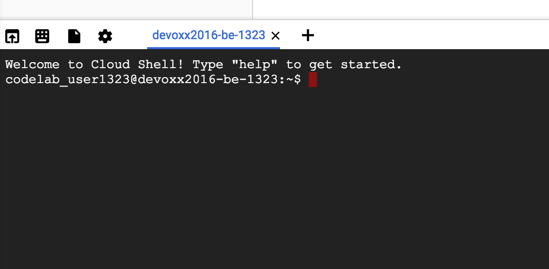 devoxx2016-be-1323
Welcome to Cloud Shell! Type "help" to get started.
codelab_user1323@devoxx2016-be-1323:~$